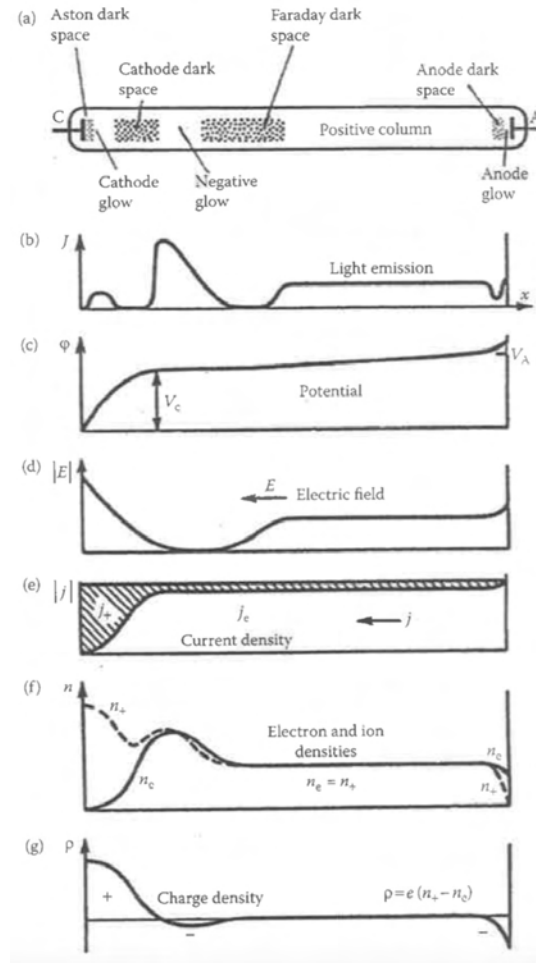 (a)
Aston dark
space
Faraday dark
space
Cathode dark
space
Anode dark
space
C
Positive column
A
Cathode
glow
Negative
glow
Anode
glow
(b)
J
Light emission
x
(c)
φ
V_c
Potential
V_A
(d)
|E|
E
Electric field
(e)
|j|
j_+
j_e
j
Current density
(f)
n
n_+
Electron and ion
densities
n_e
n_e
n_e = n_+
n_+
(g)
ρ
+
Charge density
ρ = e (n_+ − n_e)
−
−